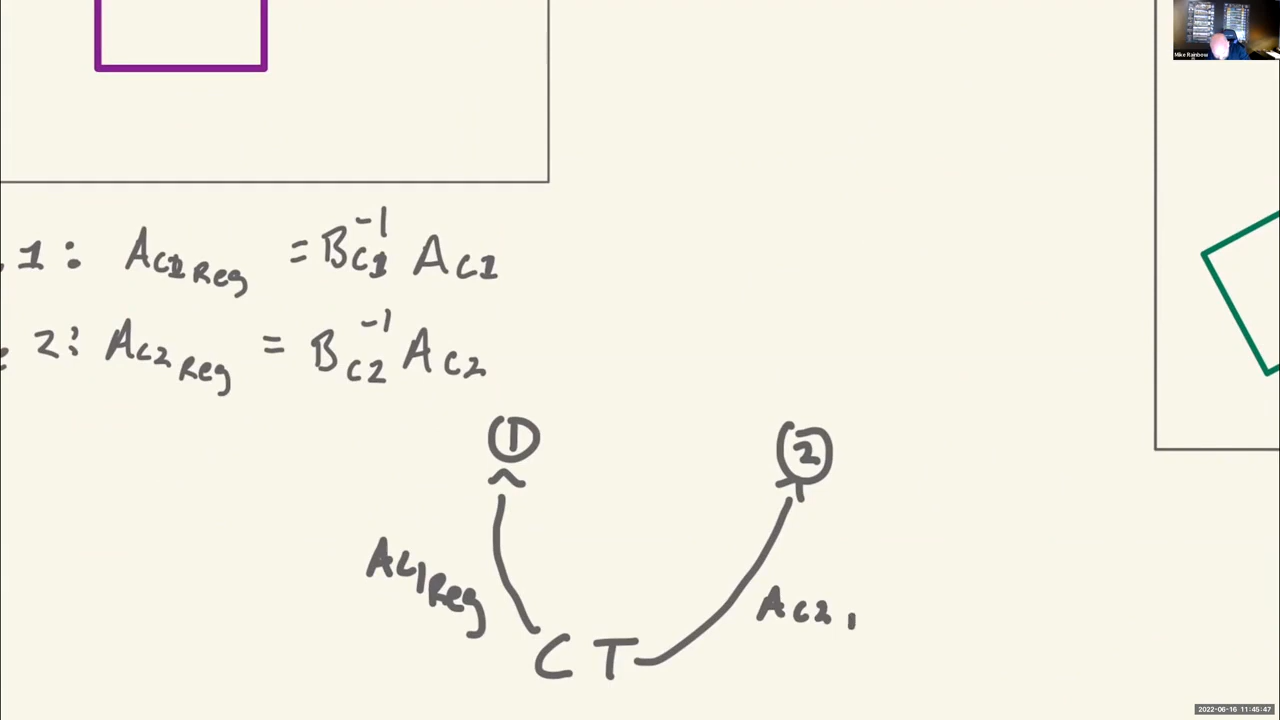 Mike Rainbow
1: AC1Reg = BC1^-1 AC1
2: AC2Reg = BC2^-1 AC2
1 2
AC1Reg
AC2
CT
2022-06-16 11:45:47